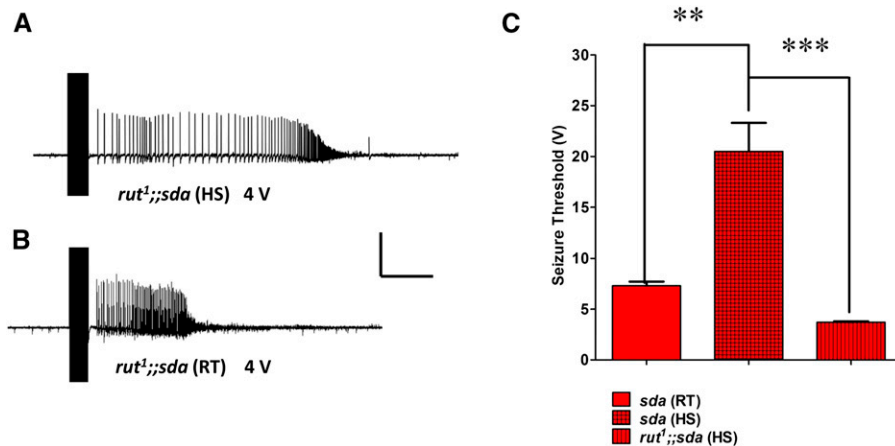 A
rut¹;;sda (HS) 4 V
B
rut¹;;sda (RT) 4 V
C
**
***
Seizure Threshold (V)
30
25
20
15
10
5
0
sda (RT)
sda (HS)
rut¹;;sda (HS)